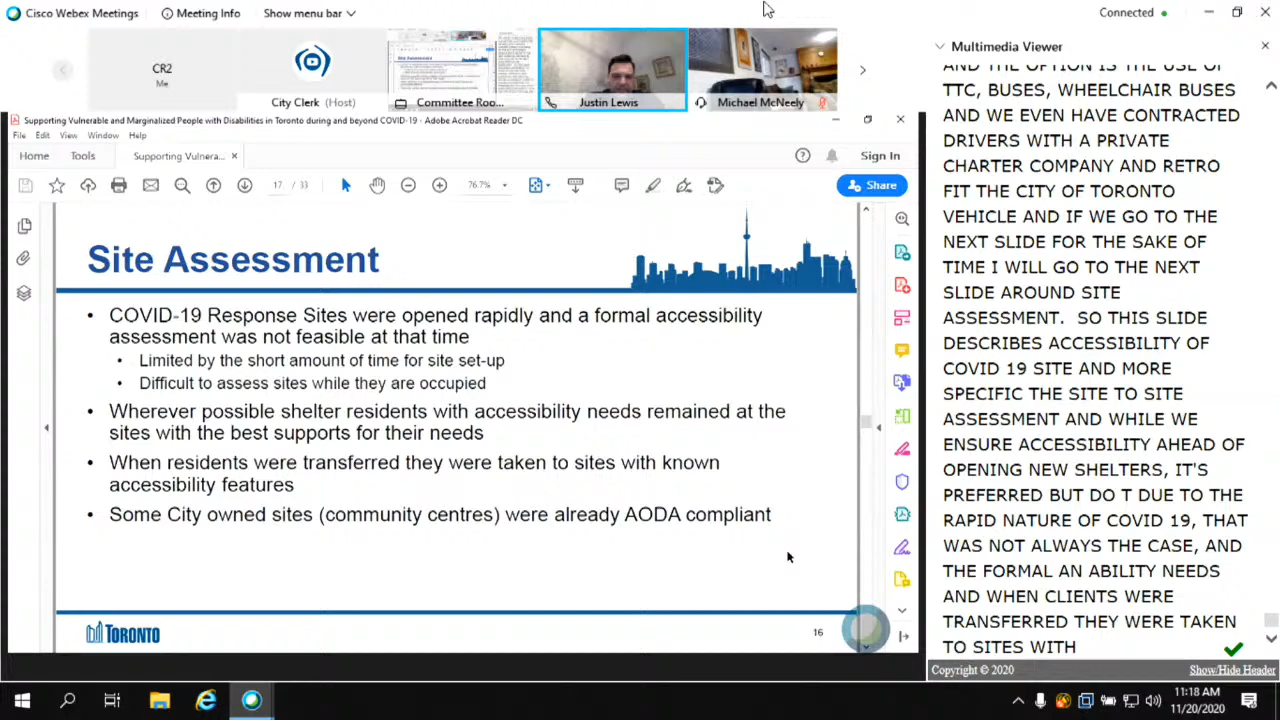 Cisco Webex Meetings
Meeting Info
Show menu bar
Connected
CR2
Me
City Clerk (Host)
Committee Roo...
Justin Lewis
Michael McNeely
Supporting Vulnerable and Marginalized People with Disabilities in Toronto during and beyond COVID-19 - Adobe Acrobat Reader DC
File Edit View Window Help
Home Tools Supporting Vulnera... Sign In
17 / 33 76.7% Share
Site Assessment
• COVID-19 Response Sites were opened rapidly and a formal accessibility
assessment was not feasible at that time
• Limited by the short amount of time for site set-up
• Difficult to assess sites while they are occupied
• Wherever possible shelter residents with accessibility needs remained at the
sites with the best supports for their needs
• When residents were transferred they were taken to sites with known
accessibility features
• Some City owned sites (community centres) were already AODA compliant
TORONTO
16
Multimedia Viewer
AND THE OPTION THE USE
TTC, BUSES, WHEELCHAIR BUSES
AND WE EVEN HAVE CONTRACTED
DRIVERS WITH A PRIVATE
CHARTER COMPANY AND RETRO
FIT THE CITY OF TORONTO
VEHICLE AND IF WE GO TO THE
NEXT SLIDE FOR THE SAKE OF
TIME I WILL GO TO THE NEXT
SLIDE AROUND SITE
ASSESSMENT. SO THIS SLIDE
DESCRIBES ACCESSIBILITY OF
COVID 19 SITE AND MORE
SPECIFIC THE SITE TO SITE
ASSESSMENT AND WHILE WE
ENSURE ACCESSIBILITY AHEAD OF
OPENING NEW SHELTERS, IT'S
PREFERRED BUT DO T DUE TO THE
RAPID NATURE OF COVID 19, THAT
WAS NOT ALWAYS THE CASE, AND
THE FORMAL AN ABILITY NEEDS
AND WHEN CLIENTS WERE
TRANSFERRED THEY WERE TAKEN
TO SITES WITH
Copyright © 2020
Show/Hide Header
11:18 AM
11/20/2020